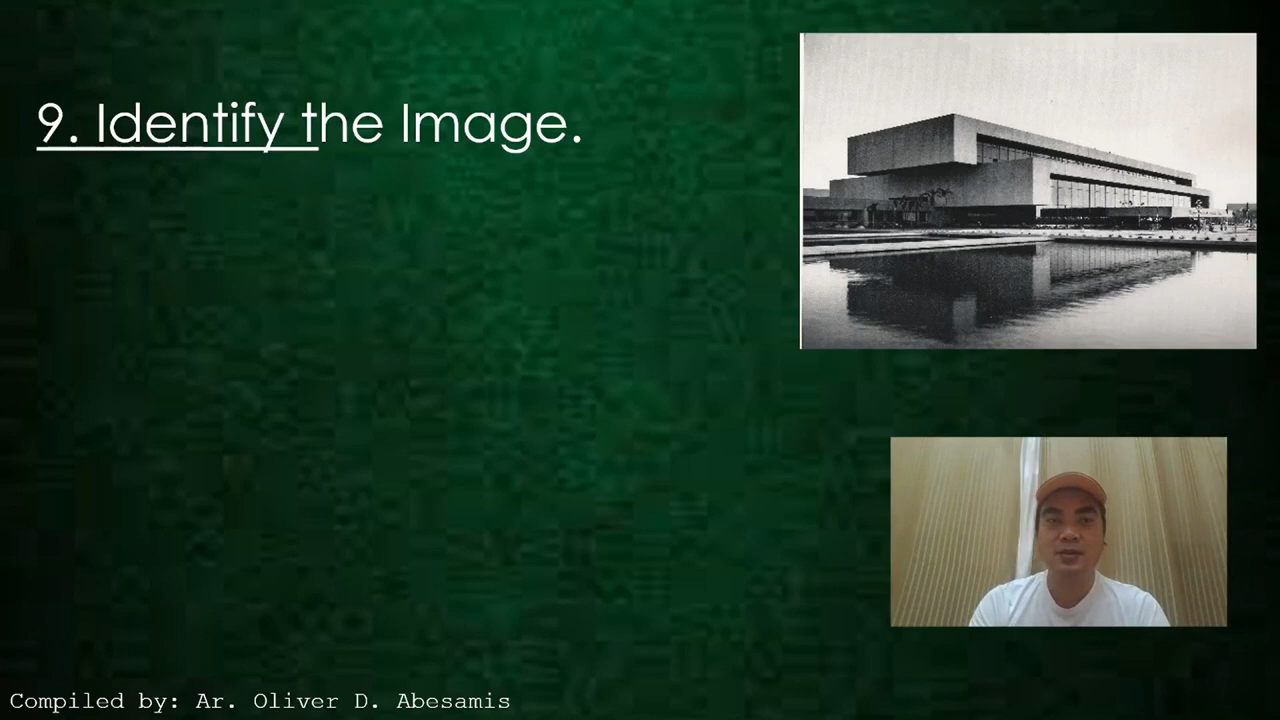 9. Identify the Image.
Compiled by: Ar. Oliver D. Abesamis